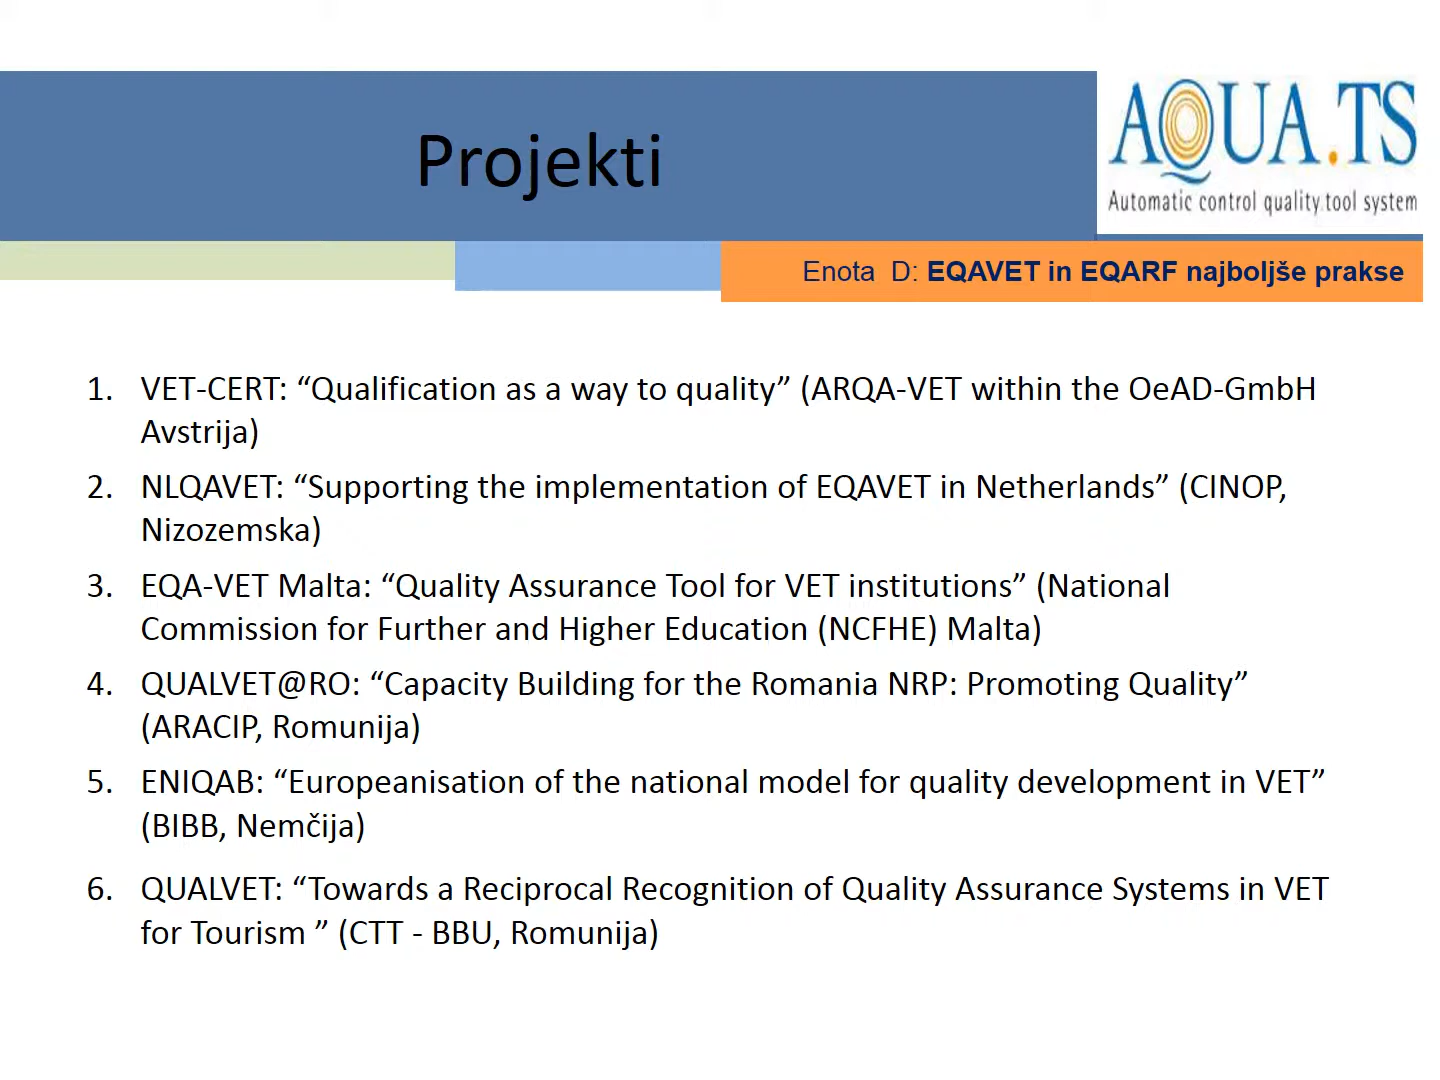 Projekti
AQUA.TS
Automatic control quality tool system
Enota D: EQAVET in EQARF najboljše prakse
1. VET-CERT: “Qualification as a way to quality” (ARQA-VET within the OeAD-GmbH
Avstrija)
2. NLQAVET: “Supporting the implementation of EQAVET in Netherlands” (CINOP,
Nizozemska)
3. EQA-VET Malta: “Quality Assurance Tool for VET institutions” (National
Commission for Further and Higher Education (NCFHE) Malta)
4. QUALVET@RO: “Capacity Building for the Romania NRP: Promoting Quality”
(ARACIP, Romunija)
5. ENIQAB: “Europeanisation of the national model for quality development in VET”
(BIBB, Nemčija)
6. QUALVET: “Towards a Reciprocal Recognition of Quality Assurance Systems in VET
for Tourism ” (CTT - BBU, Romunija)